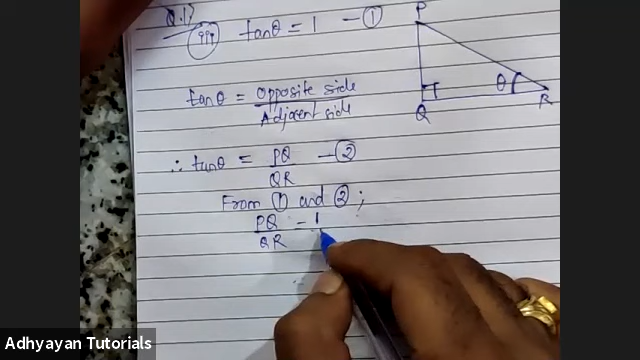 Q.1)
(iii) tanθ = 1 — ①
P
tanθ = Opposite side / Adjacent side
θ
Q R
∴ tanθ = PQ / QR — ②
From ① and ② ;
PQ / QR = 1
Adhyayan Tutorials